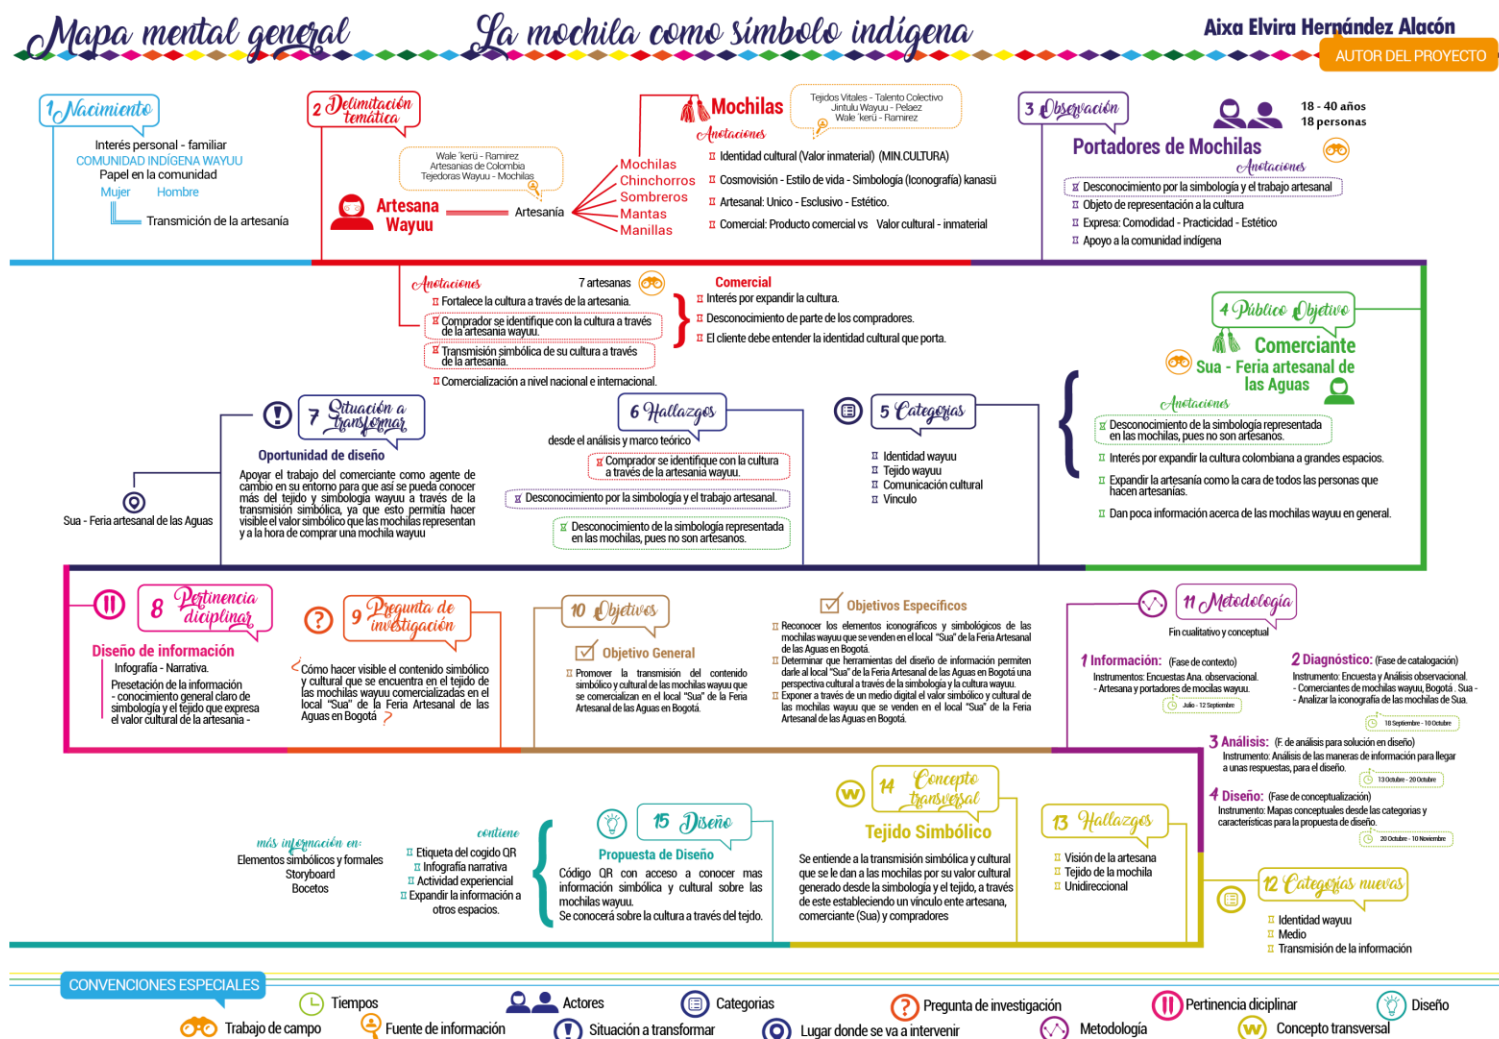 Mapa mental general
La mochila como símbolo indígena
Aixa Elvira Hernández Alacón
AUTOR DEL PROYECTO
1 Nacimiento
Interés personal - familiar
COMUNIDAD INDÍGENA WAYUU
Papel en la comunidad
Mujer Hombre
Transmición de la artesanía
2 Delimitación
temática
Wale ̈kerü - Ramirez
Artesanias de Colombia
Tejedoras Wayuu - Mochilas
Artesana
Wayuu
Artesanía
Mochilas
Chinchorros
Sombreros
Mantas
Manillas
Mochilas
Tejidos Vitales - Talento Colectivo
Jintulu Wayuu - Pelaez
Wale ̈kerü - Ramirez
Anotaciones
Identidad cultural (Valor inmaterial) (MIN.CULTURA)
Cosmovisión - Estilo de vida - Simbología (Iconografía) kanasü
Artesanal: Unico - Esclusivo - Estético.
Comercial: Producto comercial vs Valor cultural - inmaterial
3 Observación
18 - 40 años
18 personas
Portadores de Mochilas
Anotaciones
Desconocimiento por la simbología y el trabajo artesanal
Objeto de representación a la cultura
Expresa: Comodidad - Practicidad - Estético
Apoyo a la comunidad indígena
Anotaciones
7 artesanas
Fortalece la cultura a través de la artesania.
Comprador se identifique con la cultura a través
de la artesania wayuu.
Transmisión simbólica de su cultura a través
de la artesanía.
Comercialización a nivel nacional e internacional.
Comercial
Interés por expandir la cultura.
Desconocimiento de parte de los compradores.
El cliente debe entender la identidad cultural que porta.
4 Público Objetivo
Comerciante
Sua - Feria artesanal de
las Aguas
Anotaciones
Desconocimiento de la simbología representada
en las mochilas, pues no son artesanos.
Interés por expandir la cultura colombiana a grandes espacios.
Expandir la artesanía como la cara de todos las personas que
hacen artesanías.
Dan poca información acerca de las mochilas wayuu en general.
5 Categorias
Identidad wayuu
Tejido wayuu
Comunicación cultural
Vinculo
6 Hallazgos
desde el análisis y marco teórico
Comprador se identifique con la cultura
a través de la artesania wayuu.
Desconocimiento por la simbología y el trabajo artesanal.
Desconocimiento de la simbología representada
en las mochilas, pues no son artesanos.
7 Situación a
transformar
Oportunidad de diseño
Apoyar el trabajo del comerciante como agente de
cambio en su entorno para que así se pueda conocer
más del tejido y simbología wayuu a través de la
transmisión simbólica, ya que esto permitía hacer
visible el valor simbólico que las mochilas representan
y a la hora de comprar una mochila wayuu
Sua - Feria artesanal de las Aguas
8 Pertinencia
diciplinar
Diseño de información
Infografía - Narrativa.
Presetación de la información
- conocimiento general claro de
simbología y el tejido que expresa
el valor cultural de la artesania -
9 Pregunta de
investigación
¿Cómo hacer visible el contenido simbólico
y cultural que se encuentra en el tejido de
las mochilas wayuu comercializadas en el
local "Sua" de la Feria Artesanal de las
Aguas en Bogotá ?
10 Objetivos
Objetivo General
Promover la transmisión del contenido
simbólico y cultural de las mochilas wayuu que
se comercializan en el local "Sua" de la Feria
Artesanal de las Aguas en Bogotá.
Objetivos Específicos
Reconocer los elementos iconográficos y simbológicos de las
mochilas wayuu que se venden en el local "Sua" de la Feria Artesanal
de las Aguas en Bogotá.
Determinar que herramientas del diseño de información permiten
darle al local "Sua" de la Feria Artesanal de las Aguas en Bogotá una
perspectiva cultural a través de la simbología y la cultura wayuu.
Exponer a través de un medio digital el valor simbólico y cultural de
las mochilas wayuu que se venden en el local "Sua" de la Feria
Artesanal de las Aguas en Bogotá.
11 Metodología
Fin cualitativo y conceptual
1 Información: (Fase de contexto)
Instrumentos: Encuestas Ana. observacional.
- Artesana y portadores de mocilas wayuu.
Julio - 12 Septiembre
2 Diagnóstico: (Fase de catalogación)
Instrumento: Encuesta y Análisis observacional.
- Comerciantes de mochilas wayuu, Bogotá . Sua -
- Analizar la iconografía de las mochilas de Sua.
18 Septiembre - 10 Octubre
3 Análisis: (F. de análisis para solución en diseño)
Instrumento: Análisis de las maneras de información para llegar
a unas respuestas, para el diseño.
13 Octubre - 20 Octubre
4 Diseño: (Fase de conceptualización)
Instrumento: Mapas conceptuales desde las categorias y
características para la propuesta de diseño.
20 Octubre - 10 Noviembre
12 Categorías nuevas
Identidad wayuu
Medio
Transmisión de la información
13 Hallazgos
Visión de la artesana
Tejido de la mochila
Unidireccional
14 Concepto
transversal
Tejido Simbólico
Se entiende a la transmisión simbólica y cultural
que se le dan a las mochilas por su valor cultural
generado desde la simbología y el tejido, a través
de este estableciendo un vínculo ente artesana,
comerciante (Sua) y compradores
15 Diseño
Propuesta de Diseño
Código QR con acceso a conocer mas
información simbólica y cultural sobre las
mochilas wayuu.
Se conocerá sobre la cultura a través del tejdo.
contiene
Etiqueta del cogido QR
Infografía narrativa
Actividad experiencial
Expandir la información a
otros espacios.
más información en:
Elementos simbólicos y formales
Storyboard
Bocetos
CONVENCIONES ESPECIALES
Tiempos
Actores
Categorias
Pregunta de investigación
Pertinencia diciplinar
Diseño
Trabajo de campo
Fuente de información
Situación a transformar
Lugar donde se va a intervenir
Metodología
W Concepto transversal